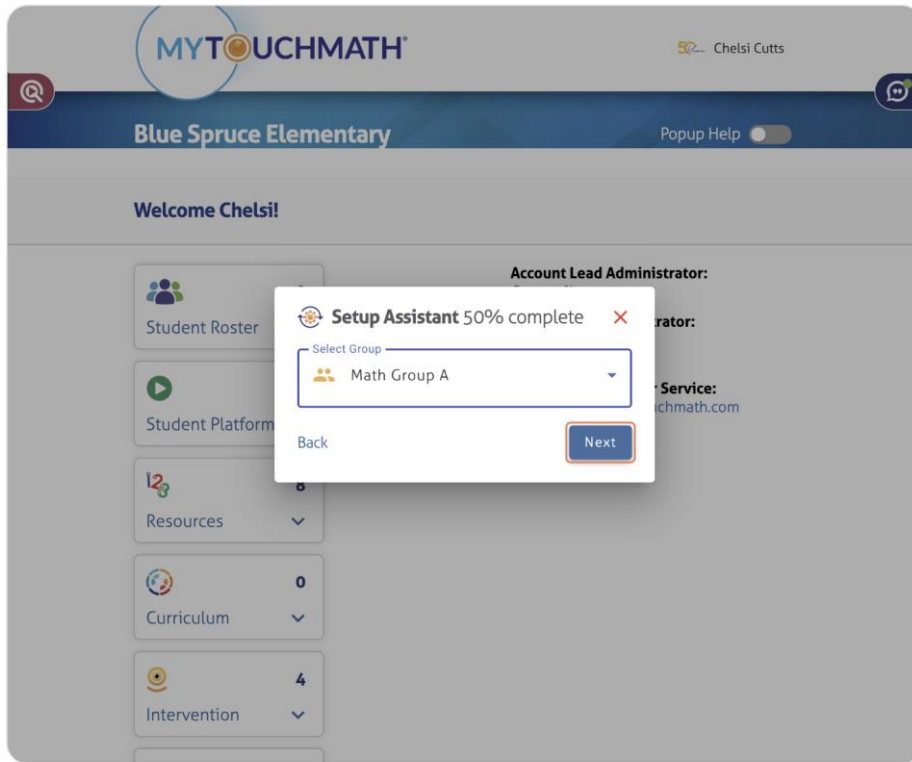 MYTOUCHMATH®
Chelsi Cutts
Blue Spruce Elementary
Popup Help
Welcome Chelsi!
Account Lead Administrator:
Student Roster
Setup Assistant 50% complete
Select Group
Math Group A
Back
Next
Service:
Student Platform
8
Resources
0
Curriculum
4
Intervention